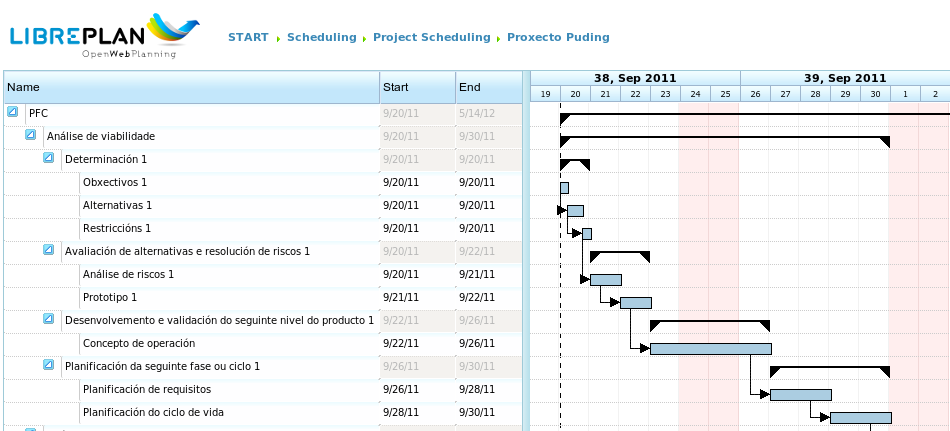 LIBREPLAN
OpenWebPlanning
START Scheduling Project Scheduling Proxecto Puding
Name Start End
38, Sep 2011 39, Sep 2011
19 20 21 22 23 24 25 26 27 28 29 30 1 2
PFC 9/20/11 5/14/12
Análise de viabilidade 9/20/11 9/30/11
Determinación 1 9/20/11 9/20/11
Obxectivos 1 9/20/11 9/20/11
Alternativas 1 9/20/11 9/20/11
Restriccións 1 9/20/11 9/20/11
Avaliación de alternativas e resolución de riscos 1 9/20/11 9/22/11
Análise de riscos 1 9/20/11 9/21/11
Prototipo 1 9/21/11 9/22/11
Desenvolvemento e validación do seguinte nivel do producto 1 9/22/11 9/26/11
Concepto de operación 9/22/11 9/26/11
Planificación da seguinte fase ou ciclo 1 9/26/11 9/30/11
Planificación de requisitos 9/26/11 9/28/11
Planificación do ciclo de vida 9/28/11 9/30/11